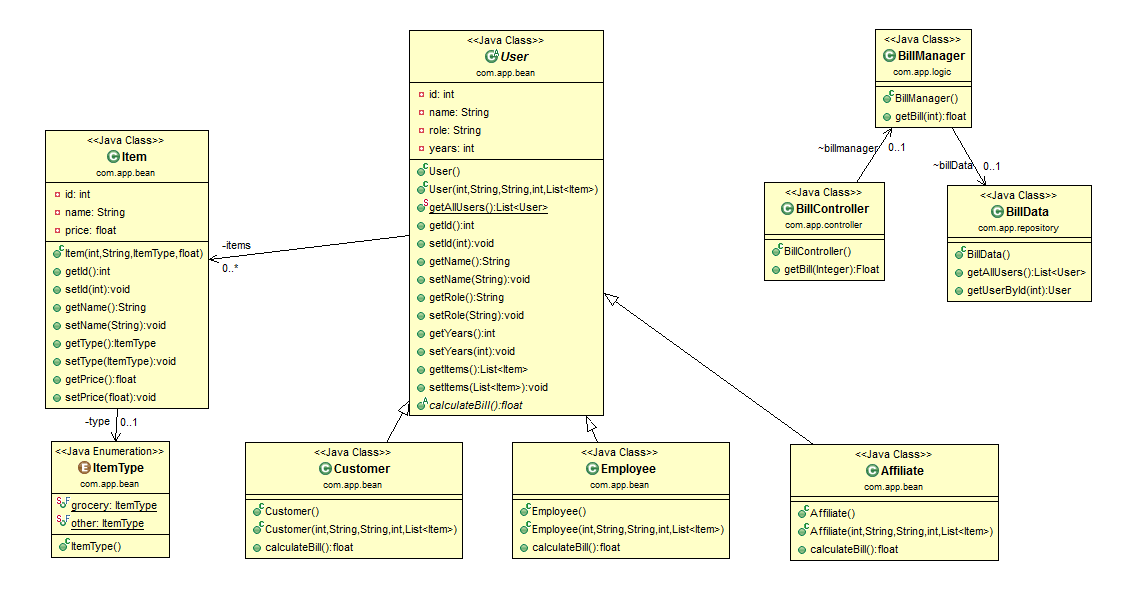 <<Java Class>>
User
com.app.bean
id: int
name: String
role: String
years: int
User()
User(int,String,String,int,List<Item>)
getAllUsers():List<User>
getId():int
setId(int):void
getName():String
setName(String):void
getRole():String
setRole(String):void
getYears():int
setYears(int):void
getItems():List<Item>
setItems(List<Item>):void
calculateBill():float
<<Java Class>>
BillManager
com.app.logic
BillManager()
getBill(int):float
~billmanager
0..1
~billData
0..1
<<Java Class>>
BillController
com.app.controller
BillController()
getBill(Integer):Float
<<Java Class>>
BillData
com.app.repository
BillData()
getAllUsers():List<User>
getUserById(int):User
<<Java Class>>
Item
com.app.bean
id: int
name: String
price: float
Item(int,String,ItemType,float)
getId():int
setId(int):void
getName():String
setName(String):void
getType():ItemType
setType(ItemType):void
getPrice():float
setPrice(float):void
-items
0..*
-type
0..1
<<Java Enumeration>>
ItemType
com.app.bean
grocery: ItemType
other: ItemType
ItemType()
<<Java Class>>
Customer
com.app.bean
Customer()
Customer(int,String,String,int,List<Item>)
calculateBill():float
<<Java Class>>
Employee
com.app.bean
Employee()
Employee(int,String,String,int,List<Item>)
calculateBill():float
<<Java Class>>
Affiliate
com.app.bean
Affiliate()
Affiliate(int,String,String,int,List<Item>)
calculateBill():float